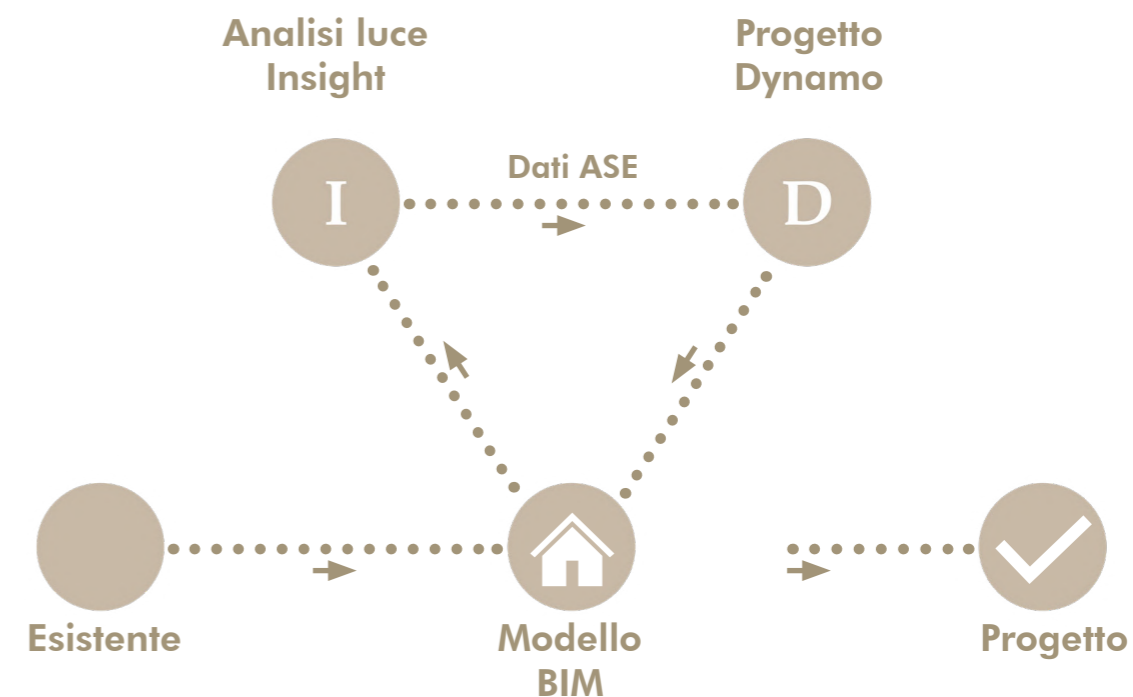 Analisi luce
Insight
Progetto
Dynamo
I
Dati ASE
D
Esistente
Modello
BIM
Progetto